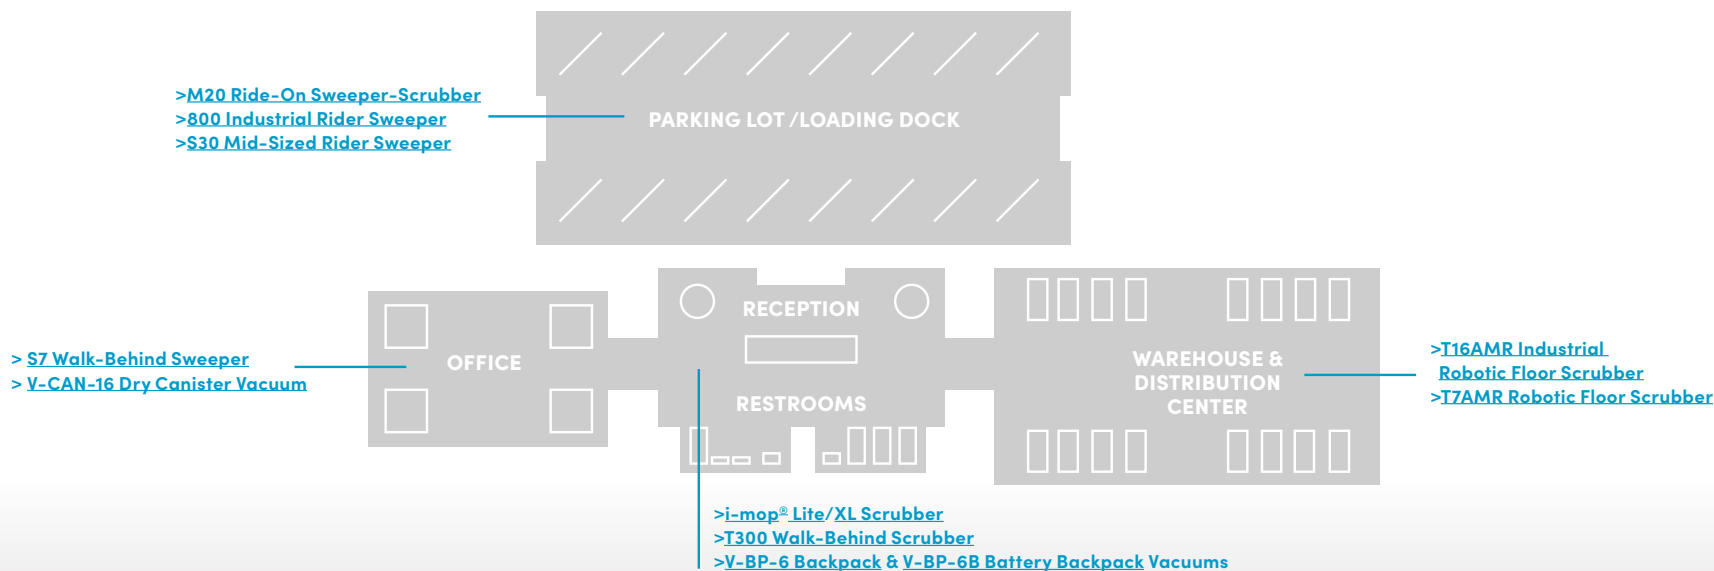 >M20 Ride-On Sweeper-Scrubber
>800 Industrial Rider Sweeper
>S30 Mid-Sized Rider Sweeper
PARKING LOT /LOADING DOCK
> S7 Walk-Behind Sweeper
> V-CAN-16 Dry Canister Vacuum
OFFICE
RECEPTION
RESTROOMS
WAREHOUSE &
DISTRIBUTION
CENTER
>T16AMR Industrial
Robotic Floor Scrubber
>T7AMR Robotic Floor Scrubber
>i-mop® Lite/XL Scrubber
>T300 Walk-Behind Scrubber
>V-BP-6 Backpack & V-BP-6B Battery Backpack Vacuums